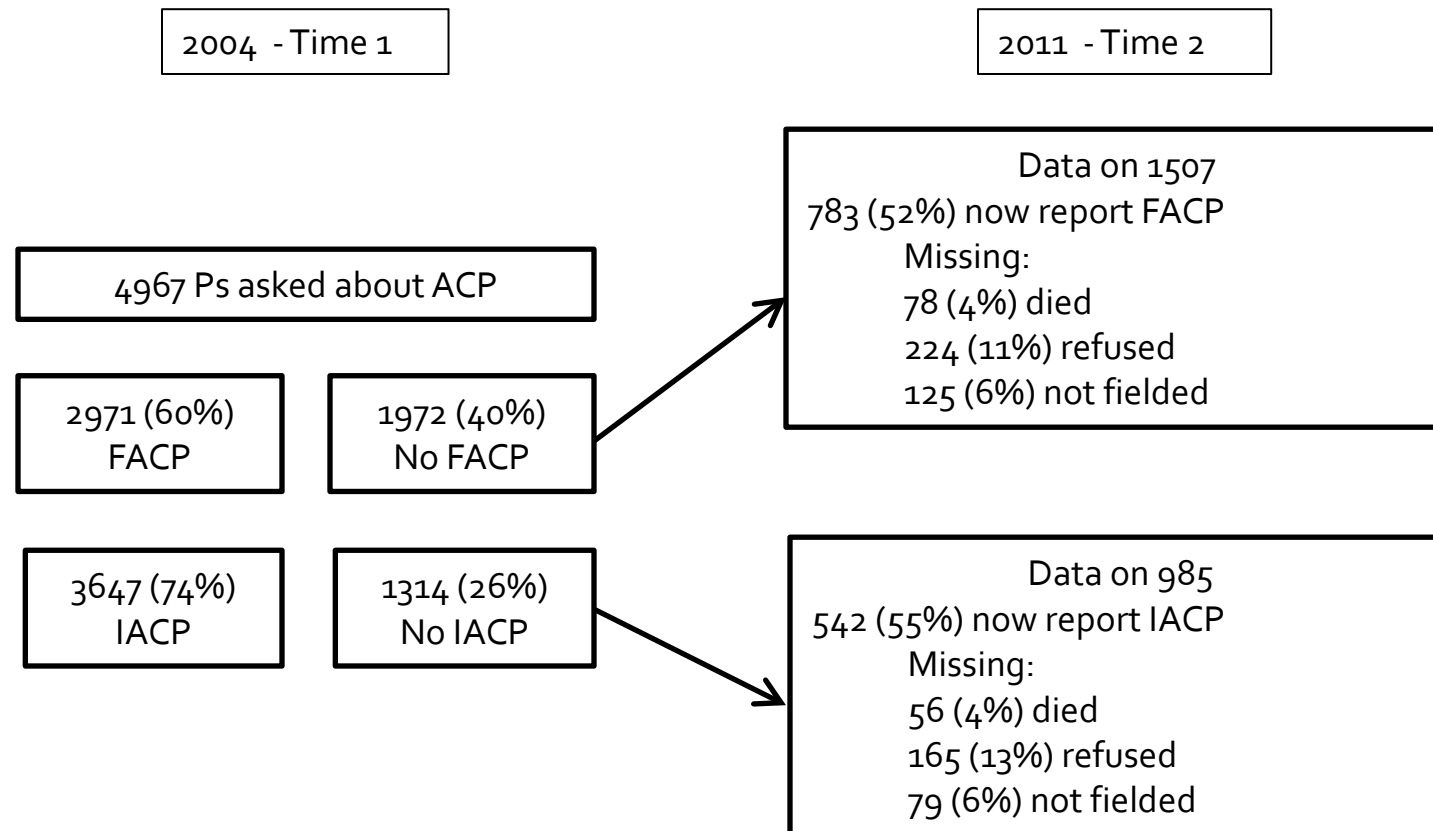 2004 - Time 1
2011 - Time 2
4967 Ps asked about ACP
2971 (60%)
FACP
1972 (40%)
No FACP
3647 (74%)
IACP
1314 (26%)
No IACP
Data on 1507
783 (52%) now report FACP
Missing:
78 (4%) died
224 (11%) refused
125 (6%) not fielded
Data on 985
542 (55%) now report IACP
Missing:
56 (4%) died
165 (13%) refused
79 (6%) not fielded